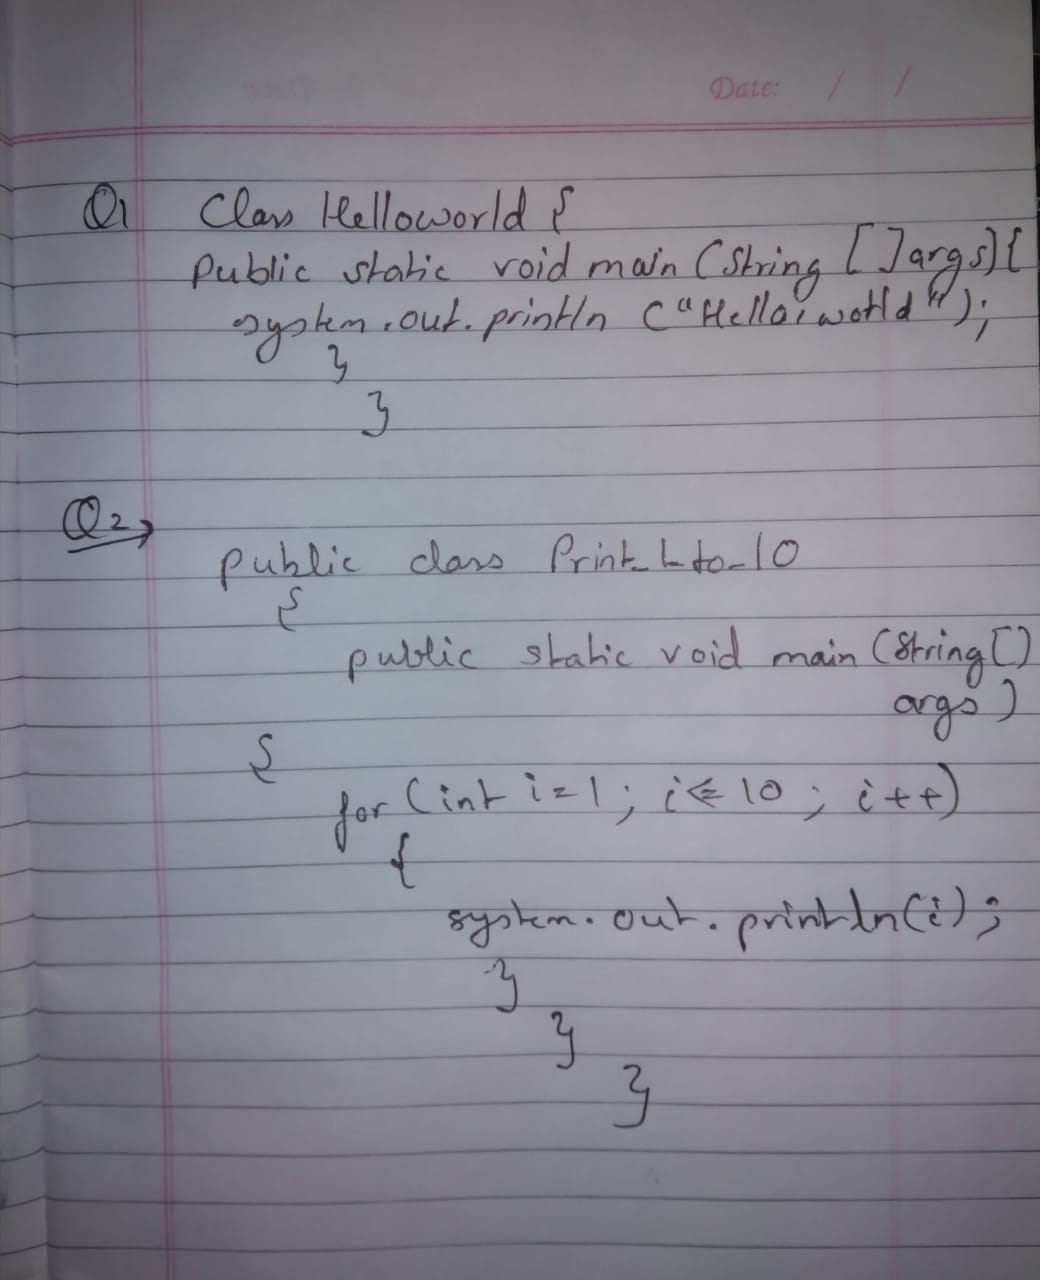 Date: / /
Q1 Class Helloworld {
public static void main (String []args){
system.out.println ("Hello, world");
}
}
Q2→
public class Print_1_to_10
{
public static void main (String[]
args)
{
for (int i=1; i<=10; i++)
{
system.out.println(i);
}
}
}